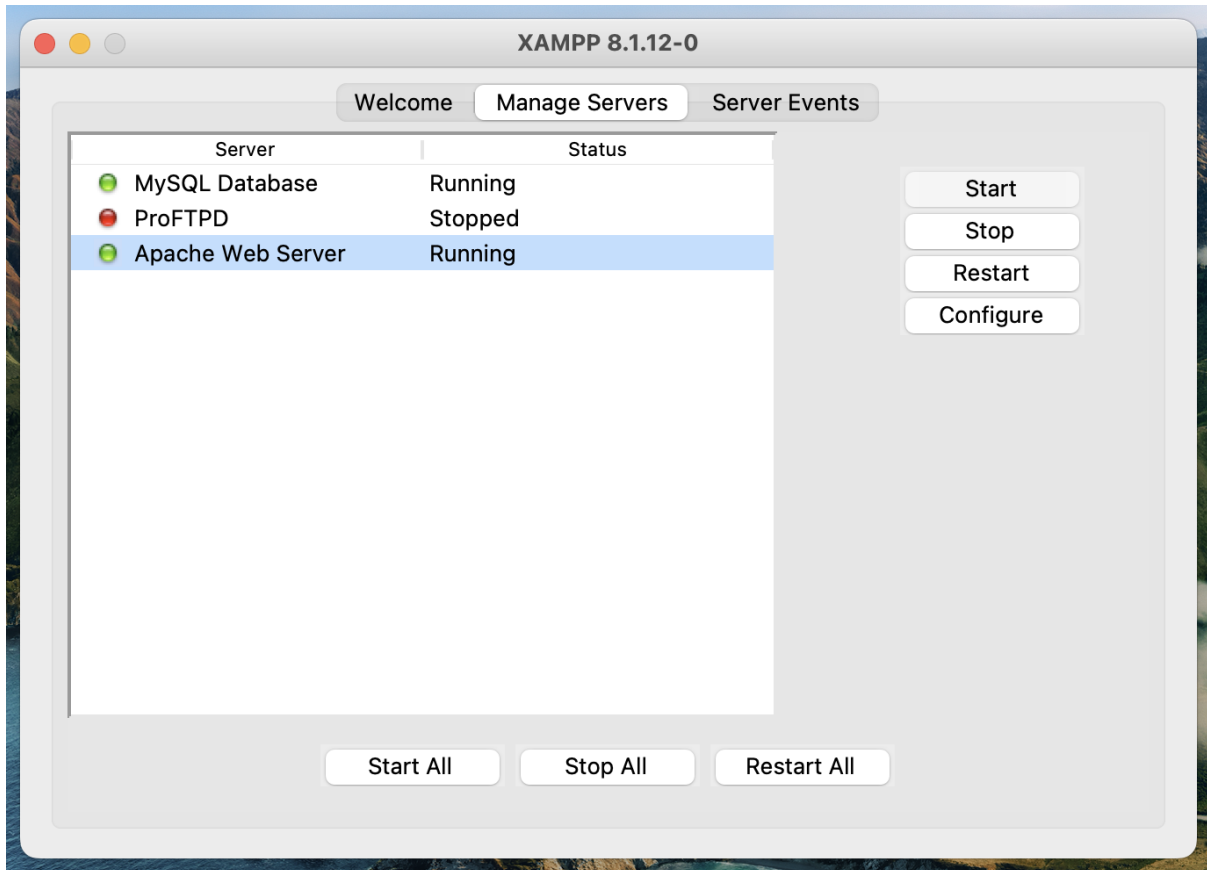 XAMPP 8.1.12-0
Welcome Manage Servers Server Events
Server Status
MySQL Database Running
ProFTPD Stopped
Apache Web Server Running
Start
Stop
Restart
Configure
Start All Stop All Restart All